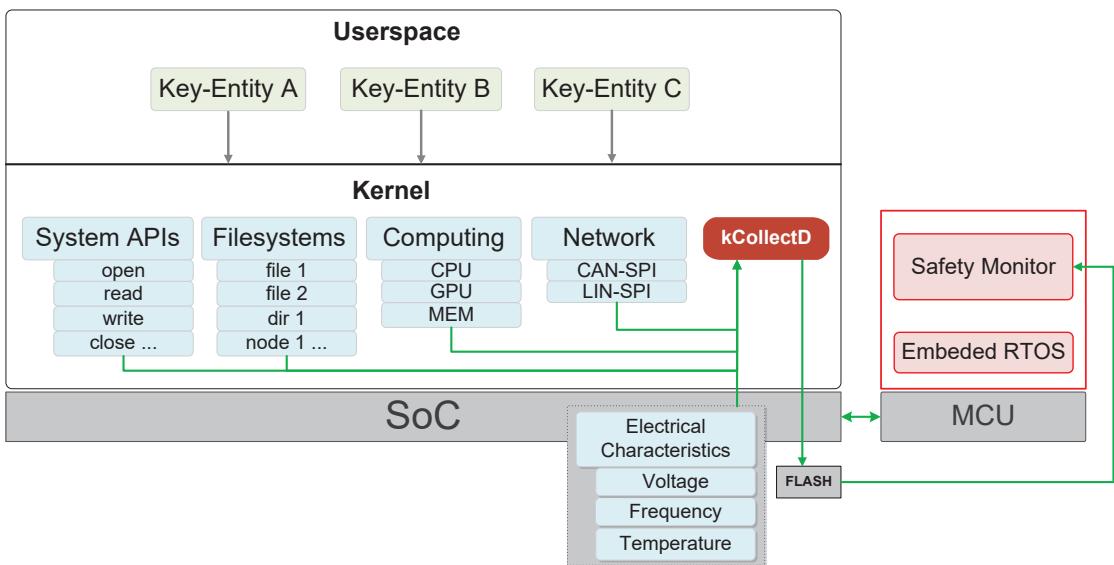 Userspace
Key-Entity A
Key-Entity B
Key-Entity C
Kernel
System APIs
open
read
write
close ...
Filesystems
file 1
file 2
dir 1
node 1 ...
Computing
CPU
GPU
MEM
Network
CAN-SPI
LIN-SPI
kCollectD
Safety Monitor
Embeded RTOS
SoC
MCU
Electrical
Characteristics
Voltage
Frequency
Temperature
FLASH